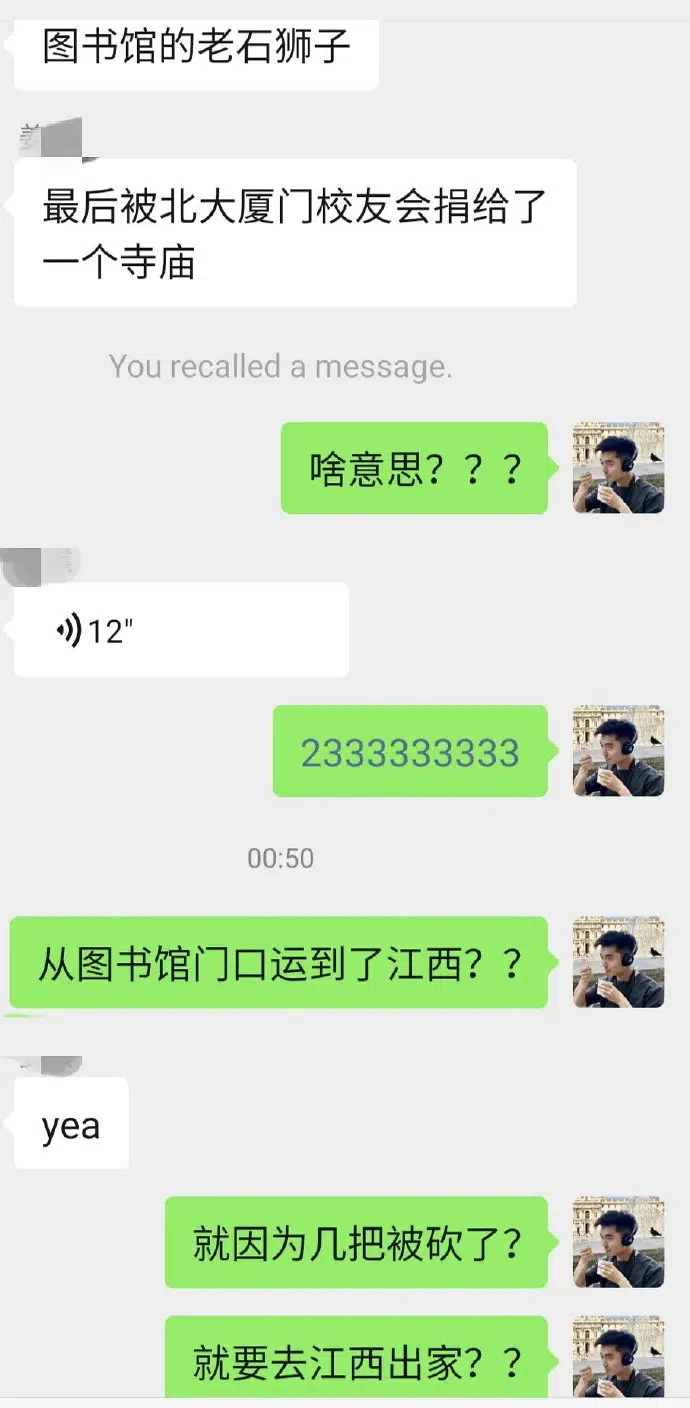 图书馆的老石狮子
最后被北大厦门校友会捐给了
一个寺庙
You recalled a message.
啥意思？？？
12"
2333333333
00:50
从图书馆门口运到了江西？？
yea
就因为几把被砍了？
就要去江西出家？？